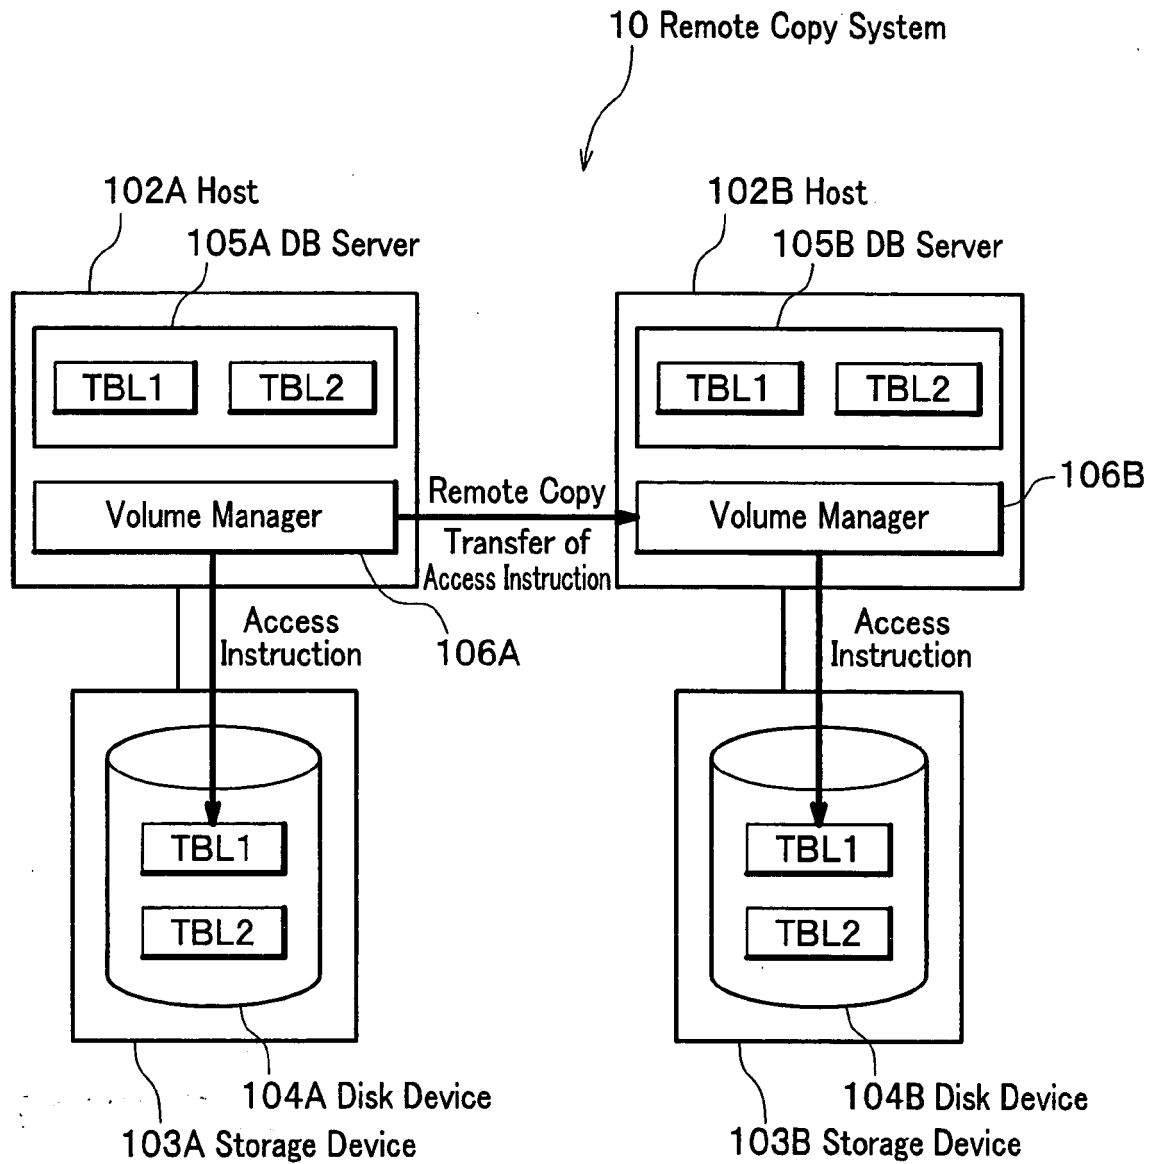 10 Remote Copy System
102A Host
102B Host
105A DB Server
105B DB Server
TBL1
TBL2
TBL1
TBL2
106B
Volume Manager
Remote Copy
Volume Manager
Transfer of
Access Instruction
Access
Instruction
106A
Access
Instruction
TBL1
TBL2
TBL1
TBL2
104A Disk Device
103A Storage Device
104B Disk Device
103B Storage Device